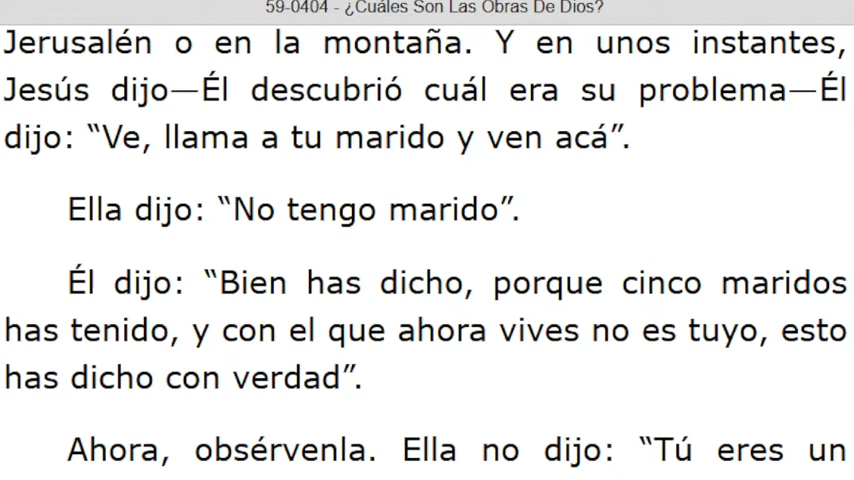 59-0404 - ¿Cuáles Son Las Obras De Dios?
Jerusalén o en la montaña. Y en unos instantes,
Jesús dijo—Él descubrió cuál era su problema—Él
dijo: “Ve, llama a tu marido y ven acá”.
Ella dijo: “No tengo marido”.
Él dijo: “Bien has dicho, porque cinco maridos
has tenido, y con el que ahora vives no es tuyo, esto
has dicho con verdad”.
Ahora, obsérvenla. Ella no dijo: “Tú eres un